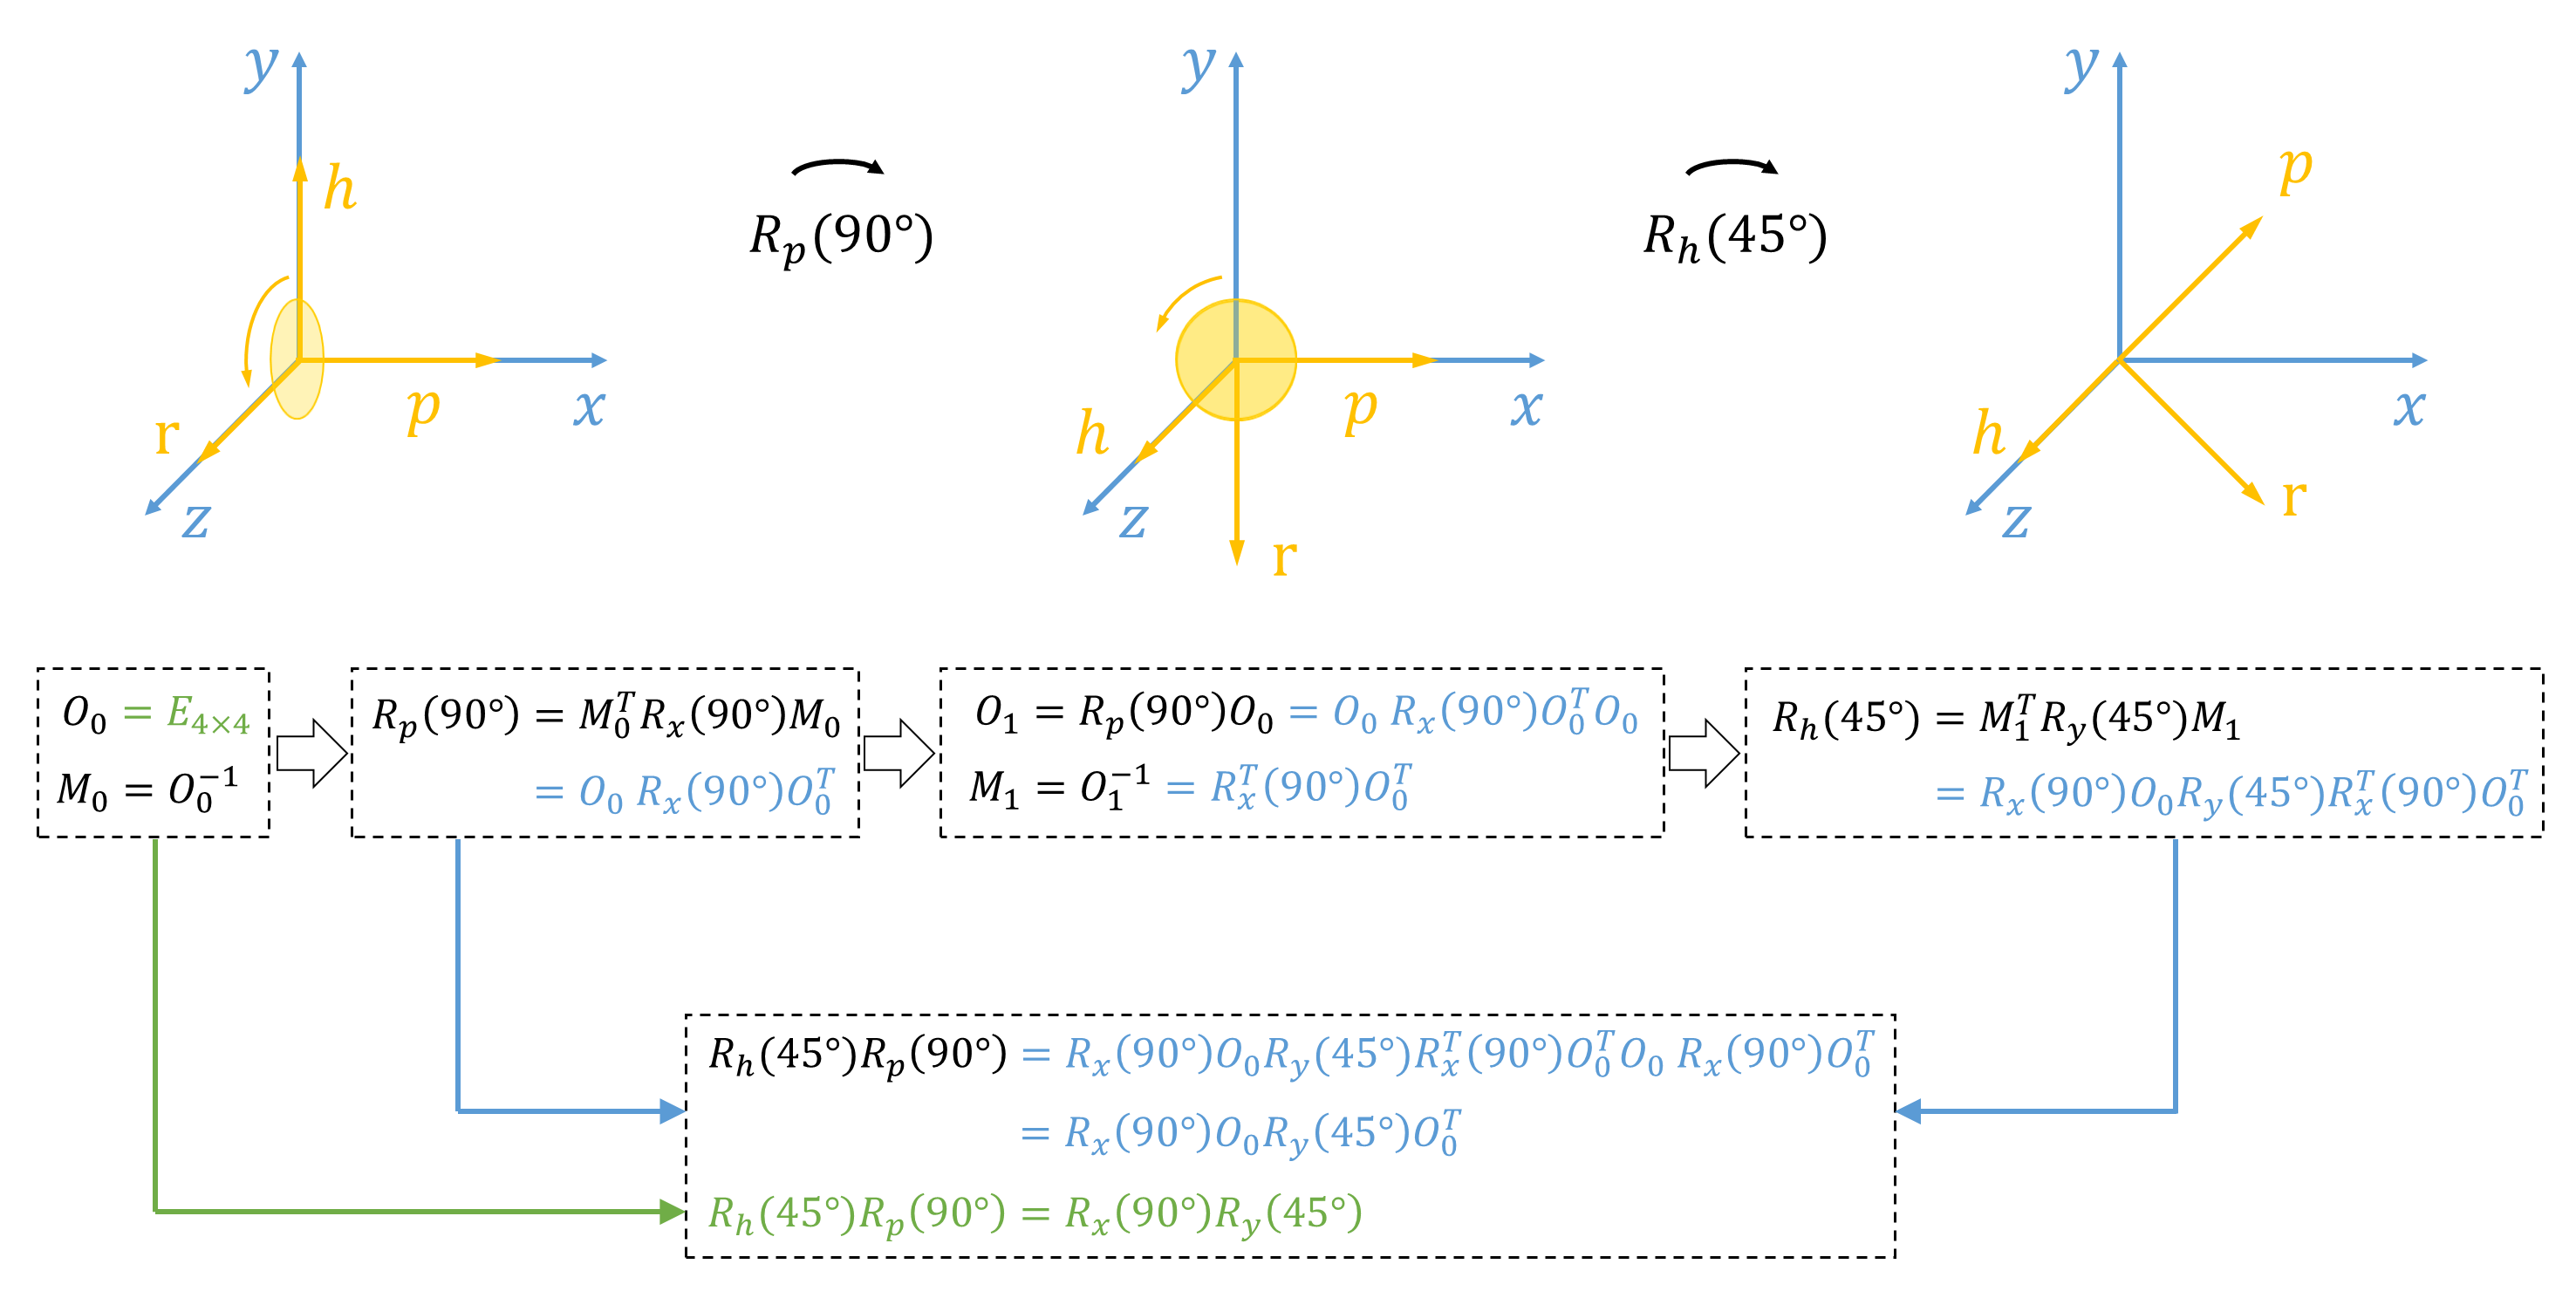 y
h
r
p
x
z
R_p(90°)
y
h
p
x
z
r
R_h(45°)
y
p
h
x
z
r
O_0 = E_{4×4}
M_0 = O_0^{-1}
R_p(90°) = M_0^T R_x(90°)M_0
= O_0 R_x(90°)O_0^T
O_1 = R_p(90°)O_0 = O_0 R_x(90°)O_0^T O_0
M_1 = O_1^{-1} = R_x^T(90°)O_0^T
R_h(45°) = M_1^T R_y(45°)M_1
= R_x(90°)O_0 R_y(45°)R_x^T(90°)O_0^T
R_h(45°)R_p(90°) = R_x(90°)O_0 R_y(45°)R_x^T(90°)O_0^T O_0 R_x(90°)O_0^T
= R_x(90°)O_0 R_y(45°)O_0^T
R_h(45°)R_p(90°) = R_x(90°)R_y(45°)